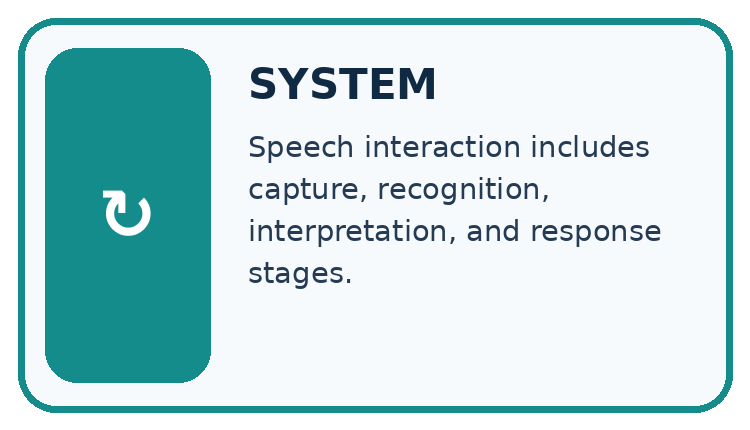 SYSTEM
Speech interaction includes
capture, recognition,
interpretation, and response
stages.